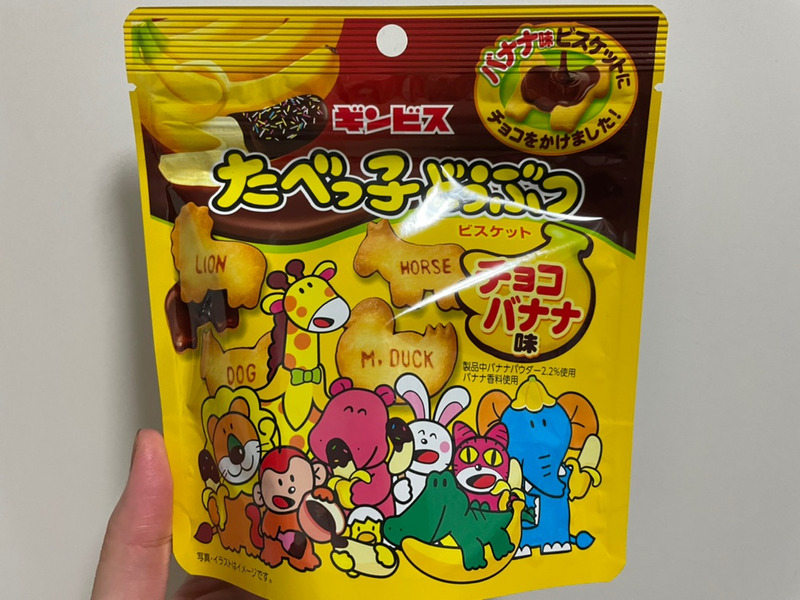 バナナ味ビスケットに
チョコをかけました!
ギンビス
たべっ子どうぶつ
ビスケット
LION
HORSE
チョコ
バナナ
味
DOG
M. DUCK
製品中バナナパウダー2.2%使用
バナナ香料使用
写真・イラストはイメージです。